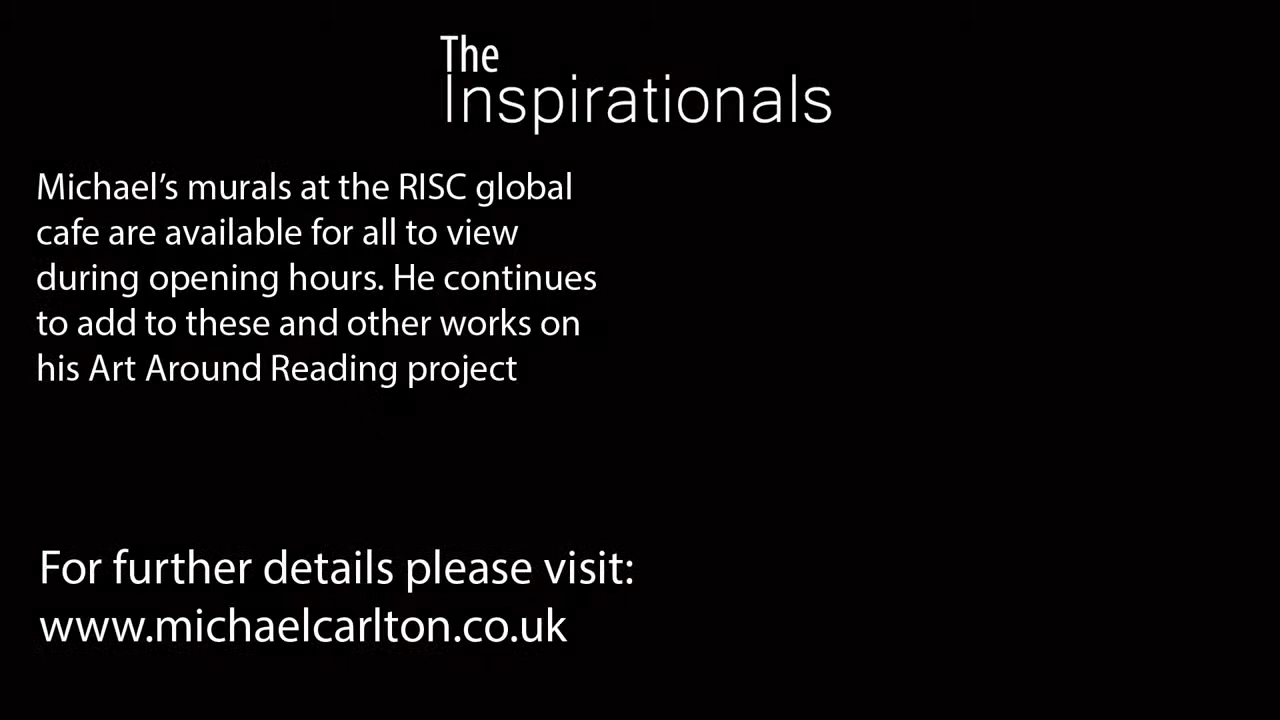 The
Inspirationals
Michael’s murals at the RISC global
cafe are available for all to view
during opening hours. He continues
to add to these and other works on
his Art Around Reading project
For further details please visit:
www.michaelcarlton.co.uk